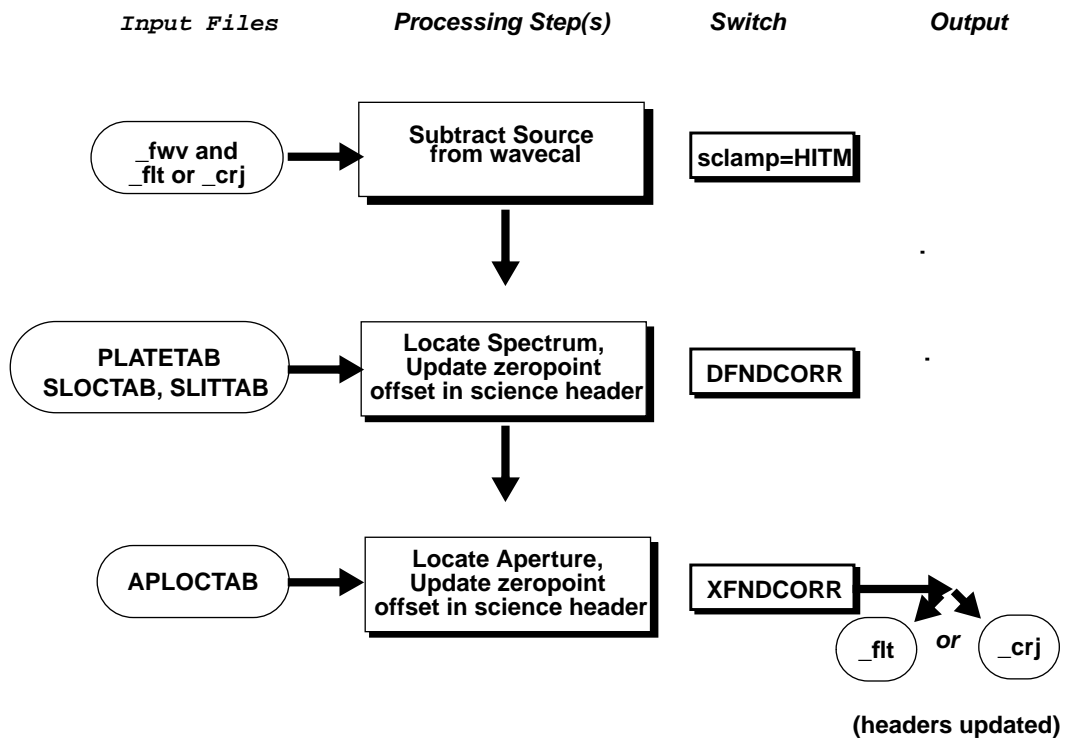 Input Files
Processing Step(s)
Switch
Output
_fwv and
_flt or _crj
Subtract Source
from wavecal
sclamp=HITM
PLATETAB
SLOCTAB, SLITTAB
Locate Spectrum,
Update zeropoint
offset in science header
DFNDCORR
APLOCTAB
Locate Aperture,
Update zeropoint
offset in science header
XFNDCORR
_flt
or
_crj
(headers updated)